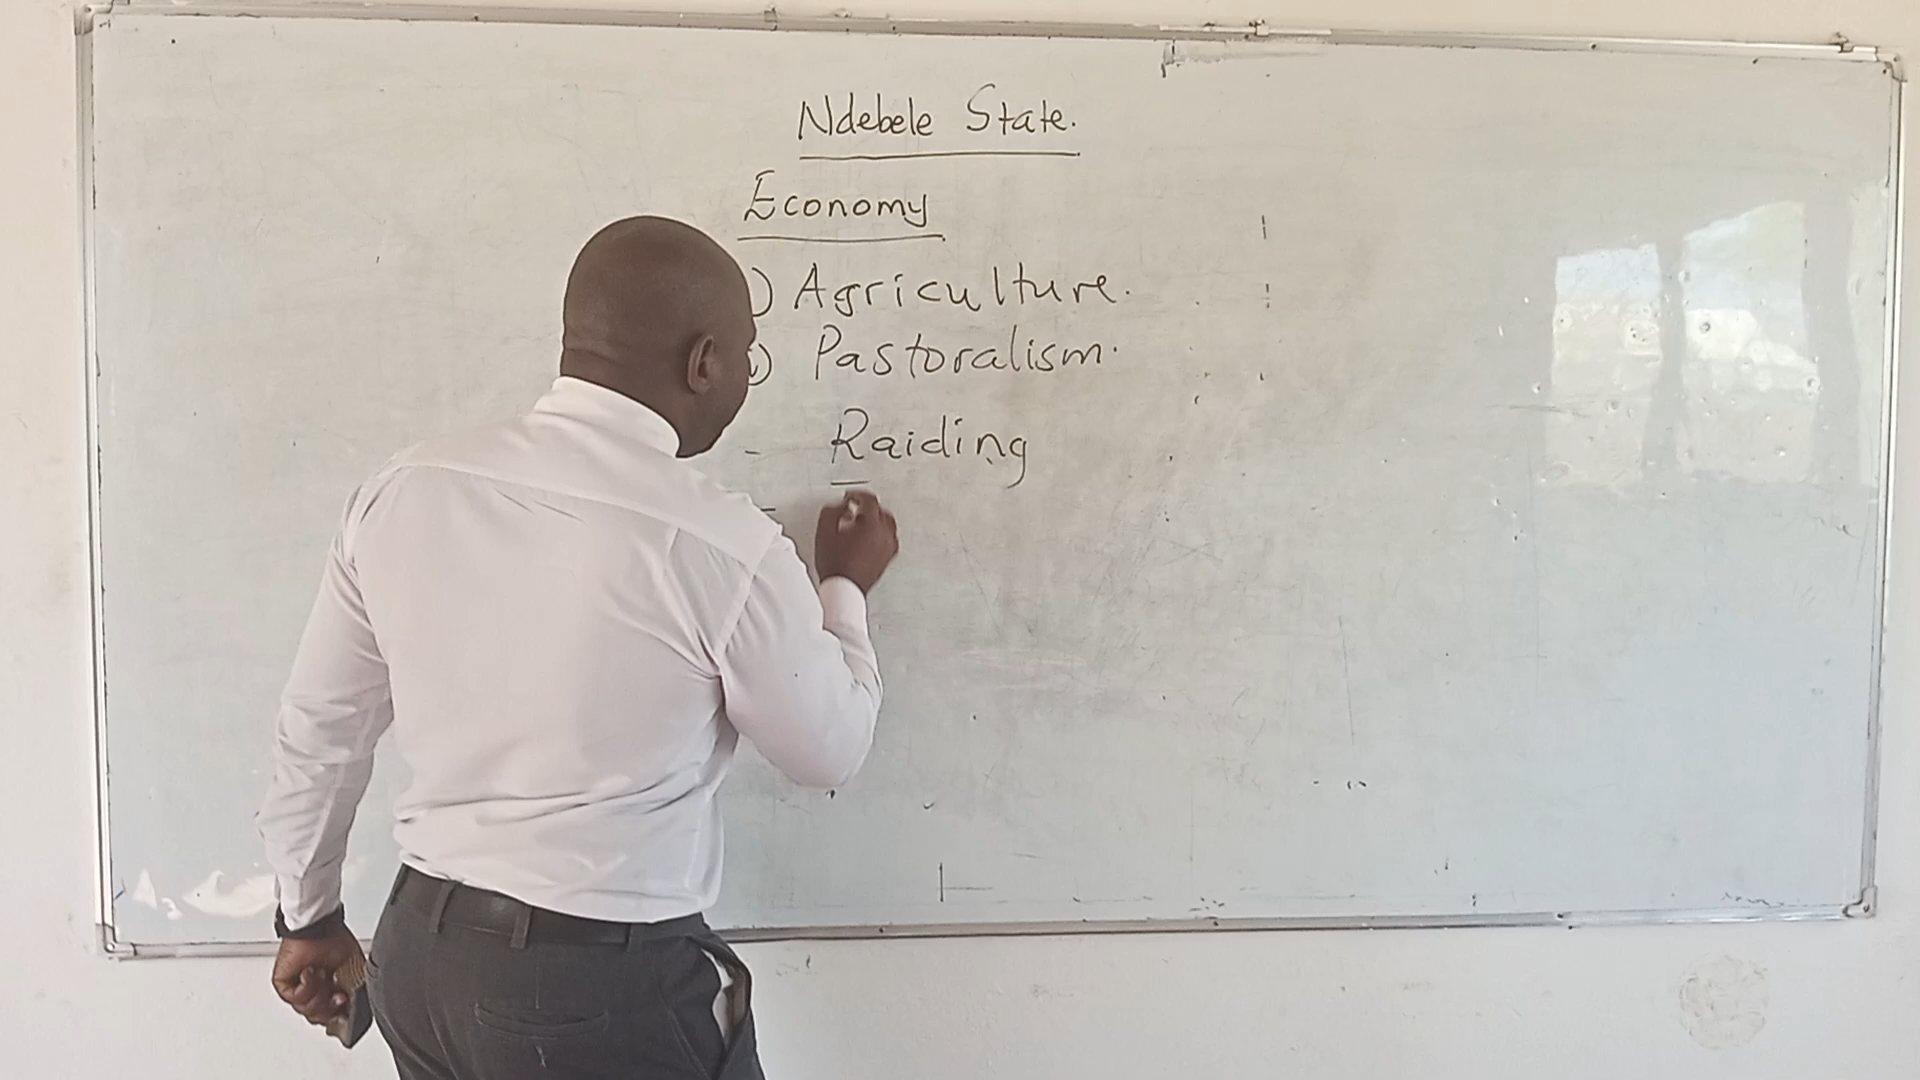 Ndebele State.
Economy
) Agriculture.
i) Pastoralism.
- Raiding
-